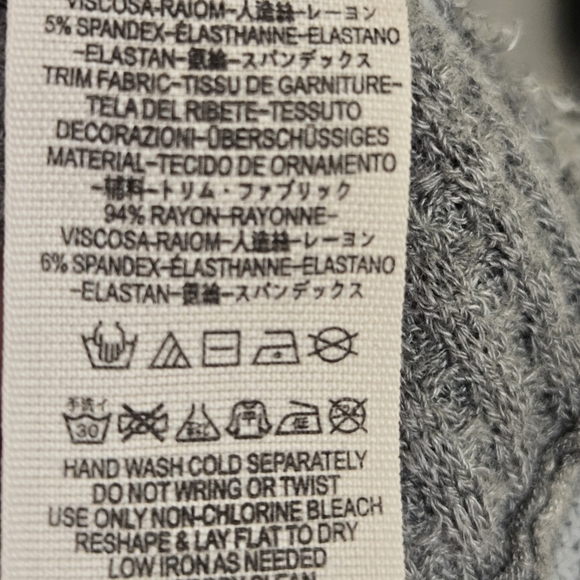 VISCOSA-RAIOM-人造絲-レーヨン
5% SPANDEX-ÉLASTHANNE-ELASTANO
-ELASTAN-氨綸-スパンデックス
TRIM FABRIC-TISSU DE GARNITURE-
TELA DEL RIBETE-TESSUTO
DECORAZIONI-ÜBERSCHÜSSIGES
MATERIAL-TECIDO DE ORNAMENTO
-輔料-トリム・ファブリック
94% RAYON-RAYONNE-
VISCOSA-RAIOM-人造絲-レーヨン
6% SPANDEX-ÉLASTHANNE-ELASTANO
-ELASTAN-氨綸-スパンデックス
手洗イ
30
HAND WASH COLD SEPARATELY
DO NOT WRING OR TWIST
USE ONLY NON-CHLORINE BLEACH
RESHAPE & LAY FLAT TO DRY
LOW IRON AS NEEDED
CLEAN